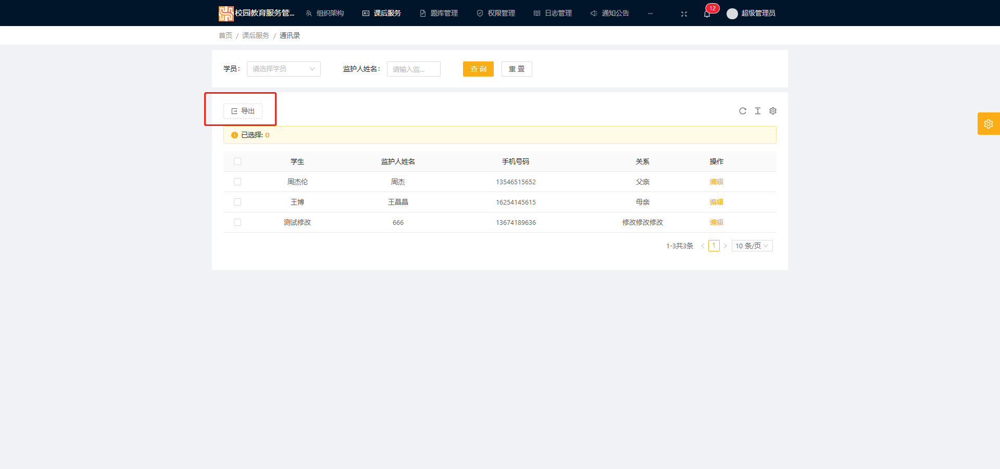 校园教育服务管... 组织架构 课后服务 题库管理 权限管理 日志管理 通知公告 ... 12 超级管理员
首页 / 课后服务 / 通讯录
学员: 请选择学员 监护人姓名: 请输入监... 查 询 重 置
导出
已选择: 0
学生 监护人姓名 手机号码 关系 操作
周杰伦 周杰 13546515652 父亲 编辑
王博 王晶晶 16254145615 母亲 编辑
测试修改 666 13674189636 修改修改修改 编辑
1-3共3条 < 1 > 10 条/页